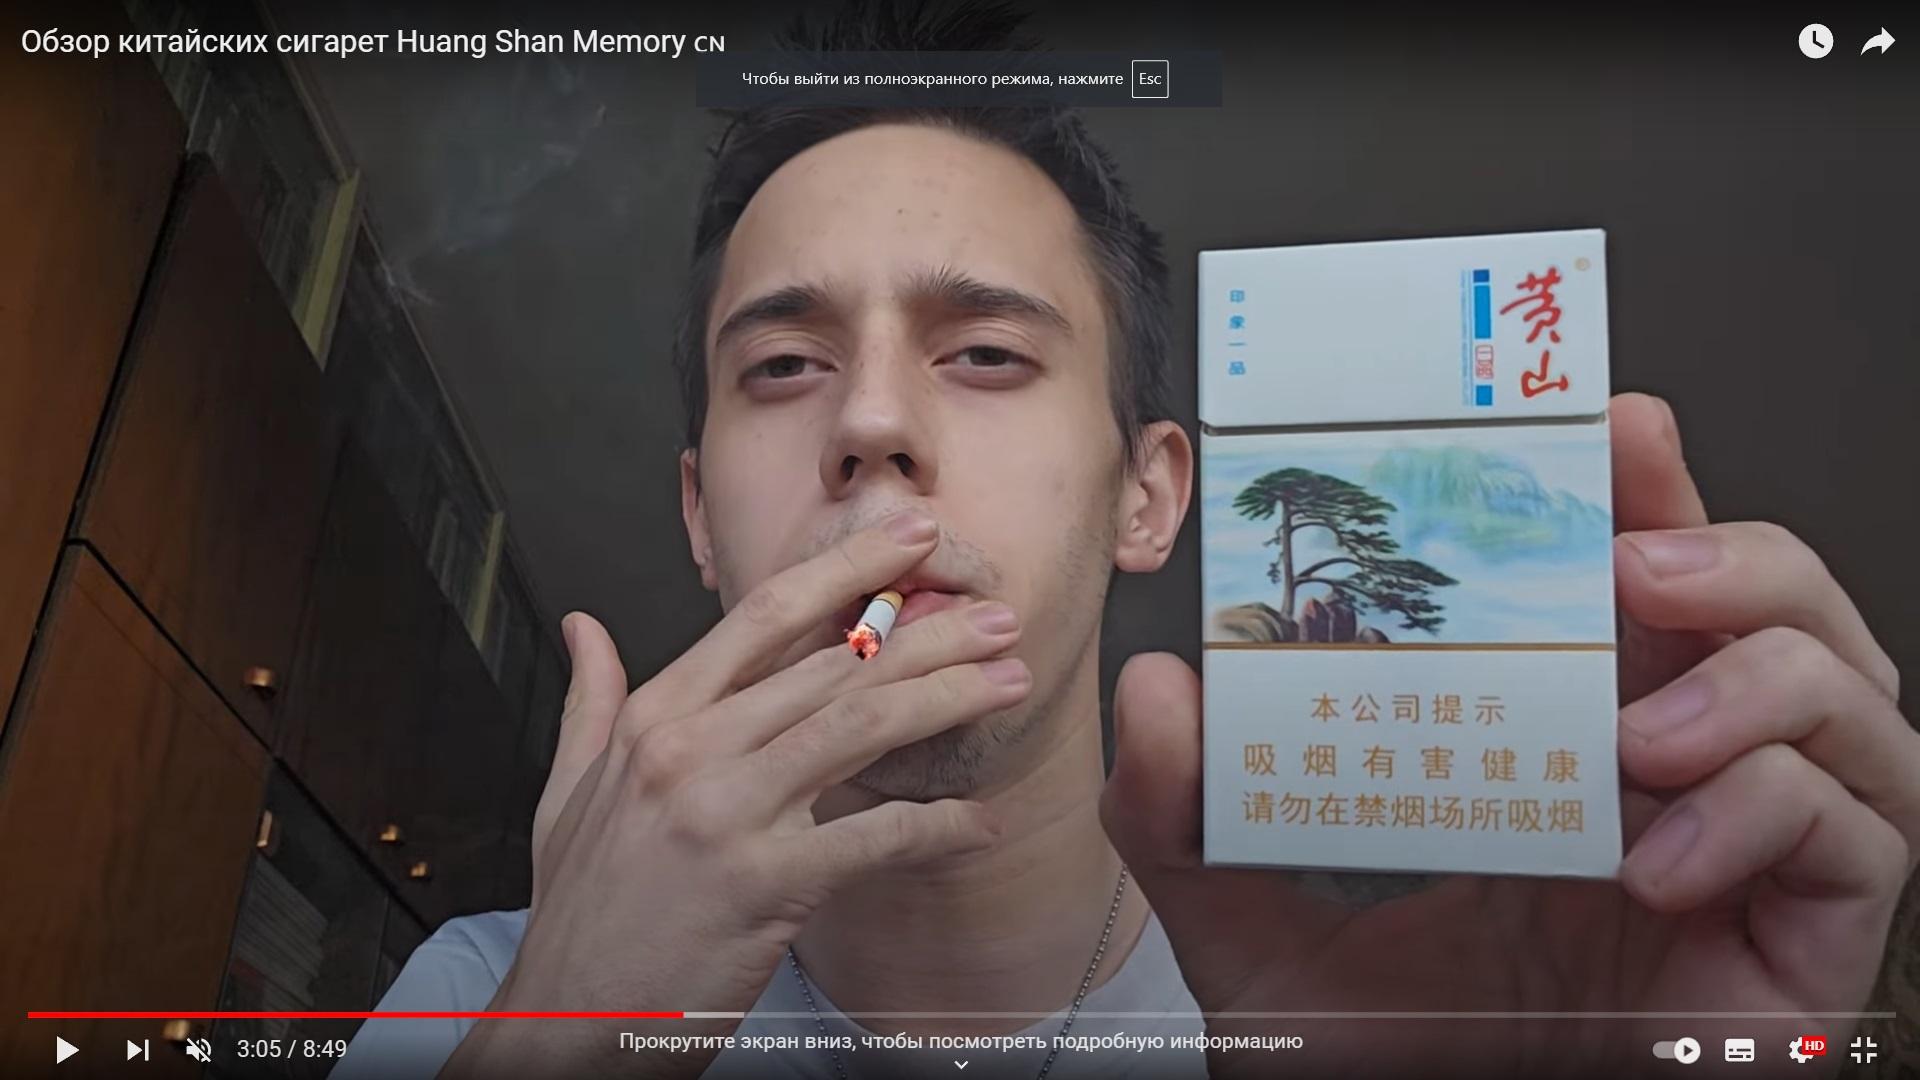 Обзор китайских сигарет Huang Shan Memory CN
Чтобы выйти из полноэкранного режима, нажмите Esc
印象一品
黄山
一品
本公司提示
吸烟有害健康
请勿在禁烟场所吸烟
3:05 / 8:49
Прокрутите экран вниз, чтобы посмотреть подробную информацию
HD